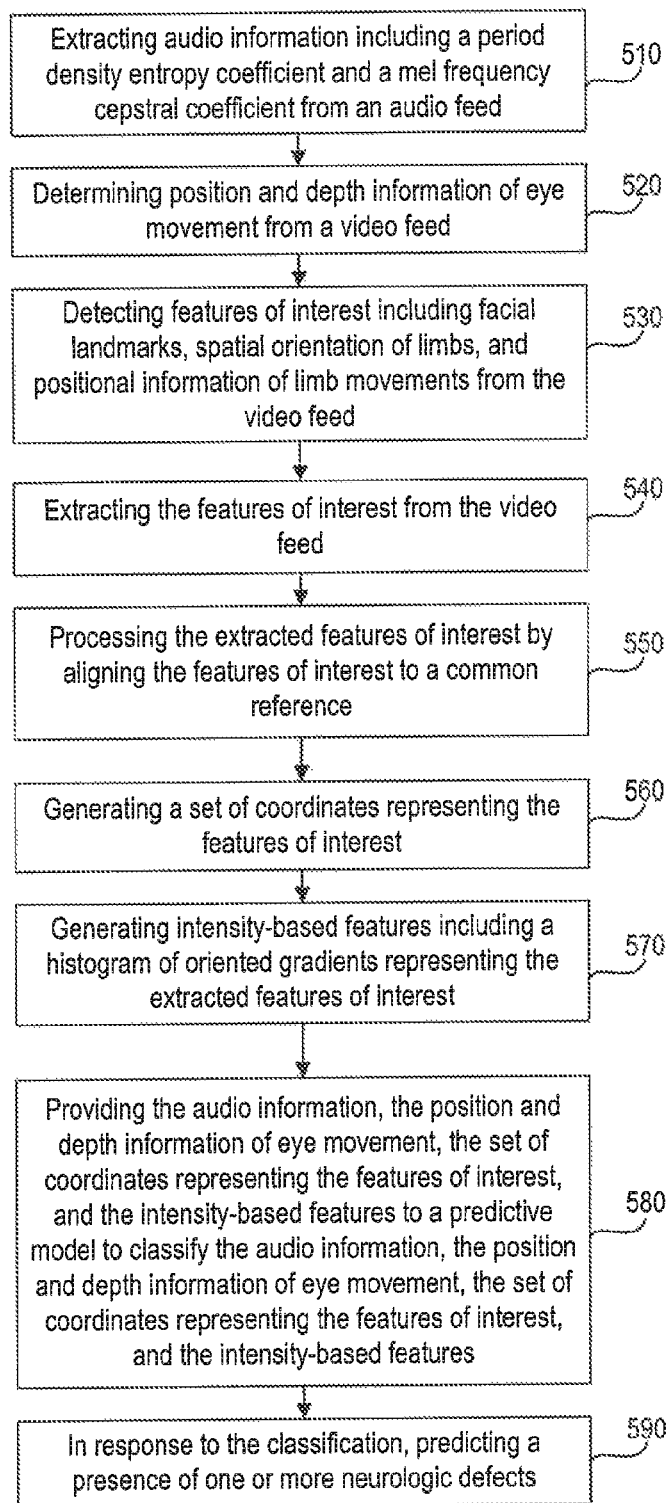 Extracting audio information including a period
density entropy coefficient and a mel frequency
cepstral coefficient from an audio feed
510
Determining position and depth information of eye
movement from a video feed
520
Detecting features of interest including facial
landmarks, spatial orientation of limbs, and
positional information of limb movements from the
video feed
530
Extracting the features of interest from the video
feed
540
Processing the extracted features of interest by
aligning the features of interest to a common
reference
550
Generating a set of coordinates representing the
features of interest
560
Generating intensity-based features including a
histogram of oriented gradients representing the
extracted features of interest
570
Providing the audio information, the position and
depth information of eye movement, the set of
coordinates representing the features of interest,
and the intensity-based features to a predictive
model to classify the audio information, the position
and depth information of eye movement, the set of
coordinates representing the features of interest,
and the intensity-based features
580
In response to the classification, predicting a
presence of one or more neurologic defects
590